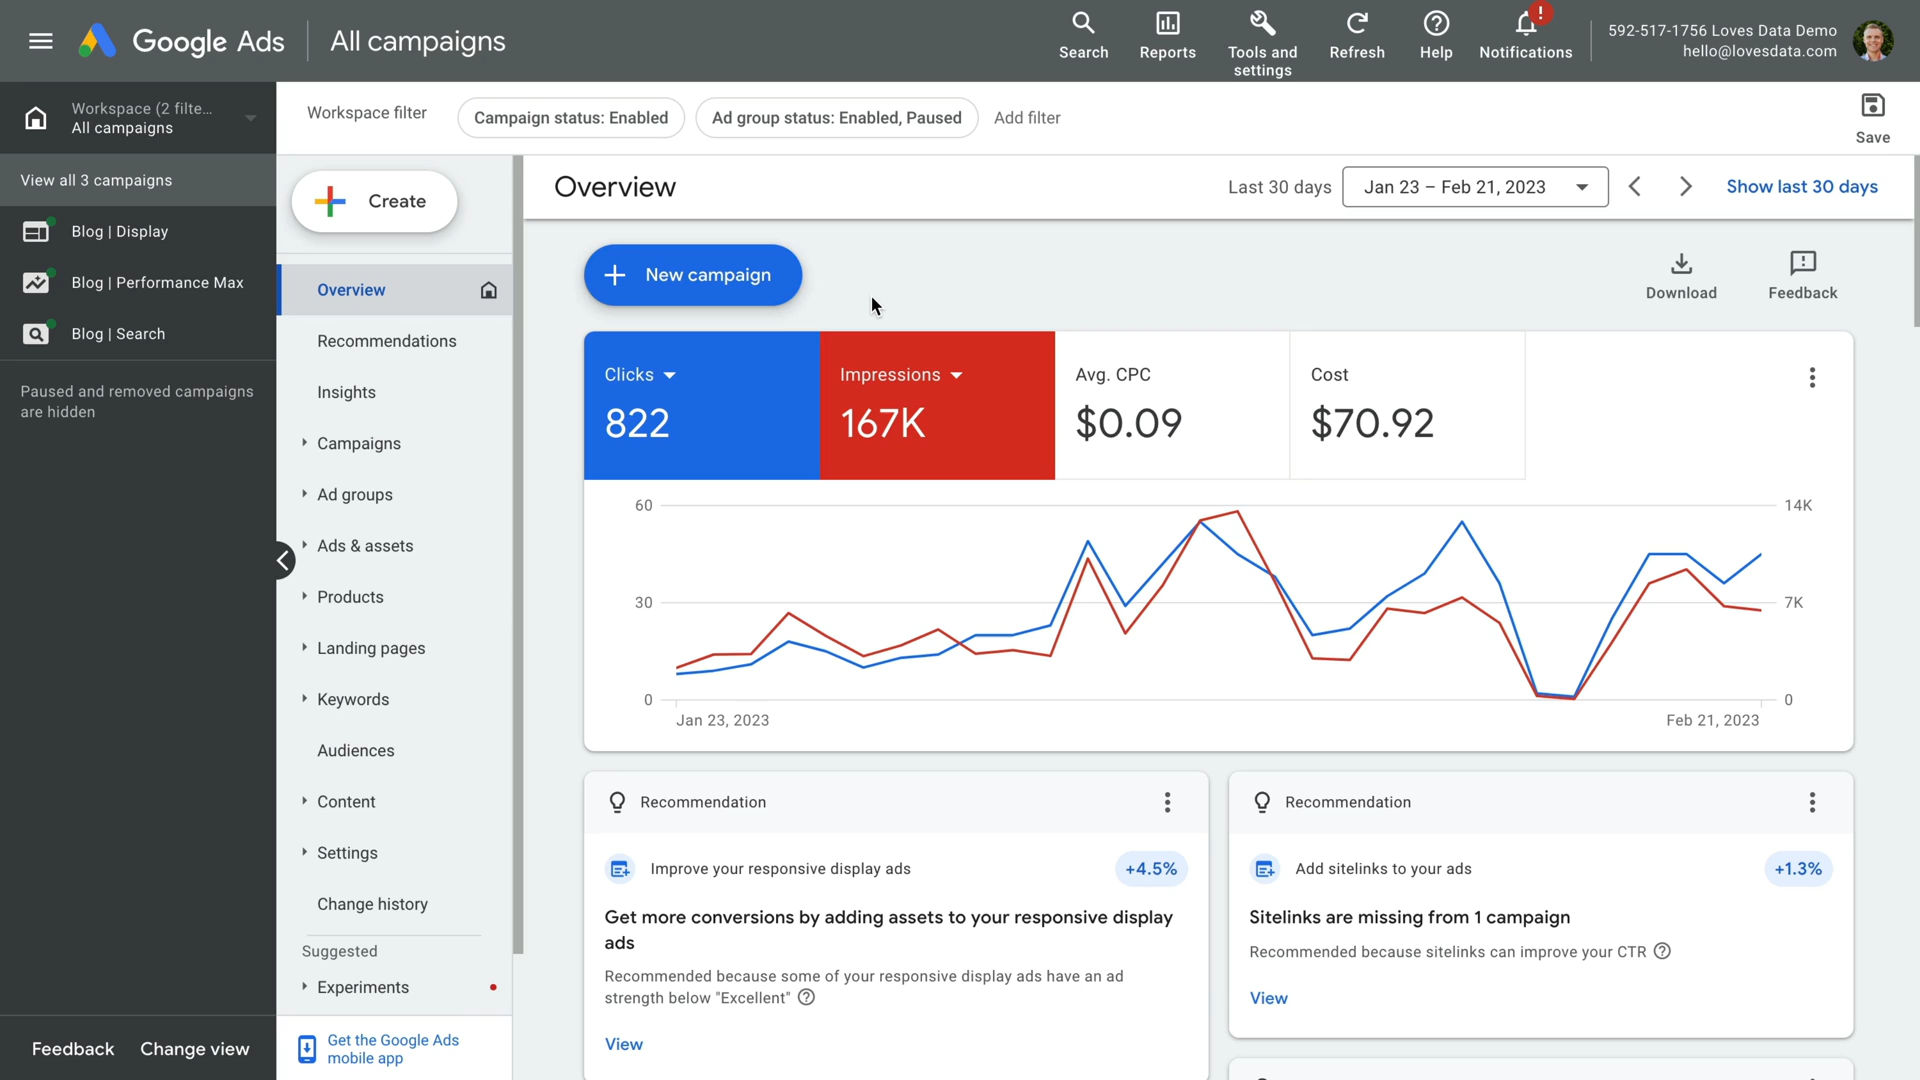 Google Ads
All campaigns
Search
Reports
Tools and
settings
Refresh
Help
!
Notifications
592-517-1756 Loves Data Demo
hello@lovesdata.com
Workspace (2 filte...
All campaigns
View all 3 campaigns
Blog | Display
Blog | Performance Max
Blog | Search
Paused and removed campaigns
are hidden
Feedback
Change view
Workspace filter
Campaign status: Enabled
Ad group status: Enabled, Paused
Add filter
Save
Create
Overview
Recommendations
Insights
Campaigns
Ad groups
Ads & assets
Products
Landing pages
Keywords
Audiences
Content
Settings
Change history
Suggested
Experiments
Get the Google Ads
mobile app
Overview
Last 30 days
Jan 23 – Feb 21, 2023
Show last 30 days
New campaign
Download
Feedback
Clicks
822
Impressions
167K
Avg. CPC
$0.09
Cost
$70.92
60
14K
30
7K
0
0
Jan 23, 2023
Feb 21, 2023
Recommendation
Improve your responsive display ads
+4.5%
Get more conversions by adding assets to your responsive display
ads
Recommended because some of your responsive display ads have an ad
strength below "Excellent"
View
Recommendation
Add sitelinks to your ads
+1.3%
Sitelinks are missing from 1 campaign
Recommended because sitelinks can improve your CTR
View